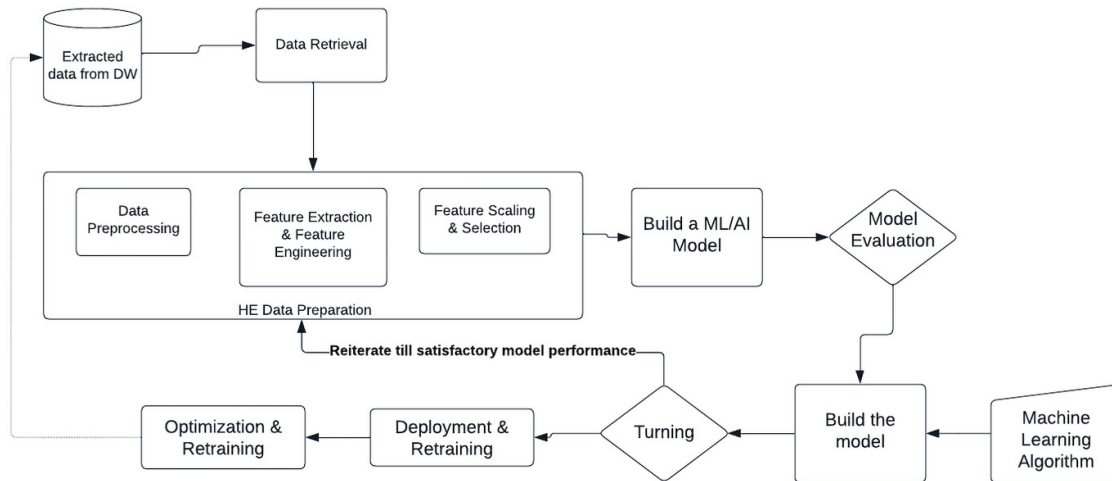 Extracted
data from DW
Data Retrieval
Data
Preprocessing
Feature Extraction
& Feature
Engineering
Feature Scaling
& Selection
HE Data Preparation
Build a ML/AI
Model
Model
Evaluation
Reiterate till satisfactory model performance
Optimization &
Retraining
Deployment &
Retraining
Turning
Build the
model
Machine
Learning
Algorithm